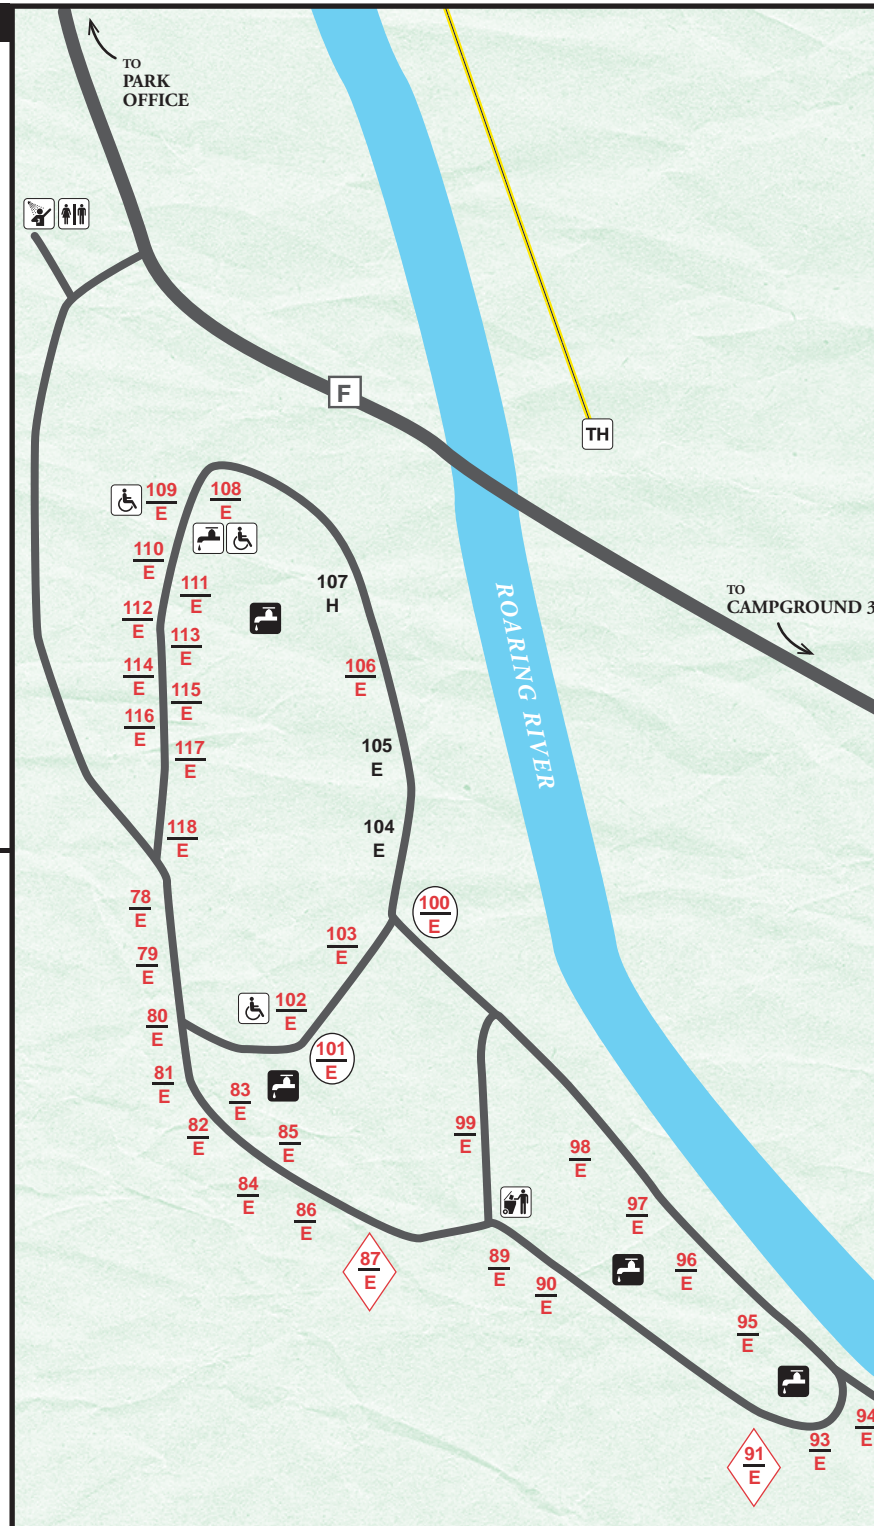 TO
PARK
OFFICE
F
TH
109
E
108
E
110
E
111
E
107
H
TO
CAMPGROUND 3
112
E
113
E
ROARING RIVER
114
E
106
E
115
E
116
E
117
E
105
E
118
E
104
E
78
E
100
E
103
E
79
E
102
E
80
E
101
E
81
E
83
E
82
E
85
E
99
E
98
E
84
E
86
E
97
E
87
E
89
E
90
E
96
E
95
E
94
E
93
E
91
E